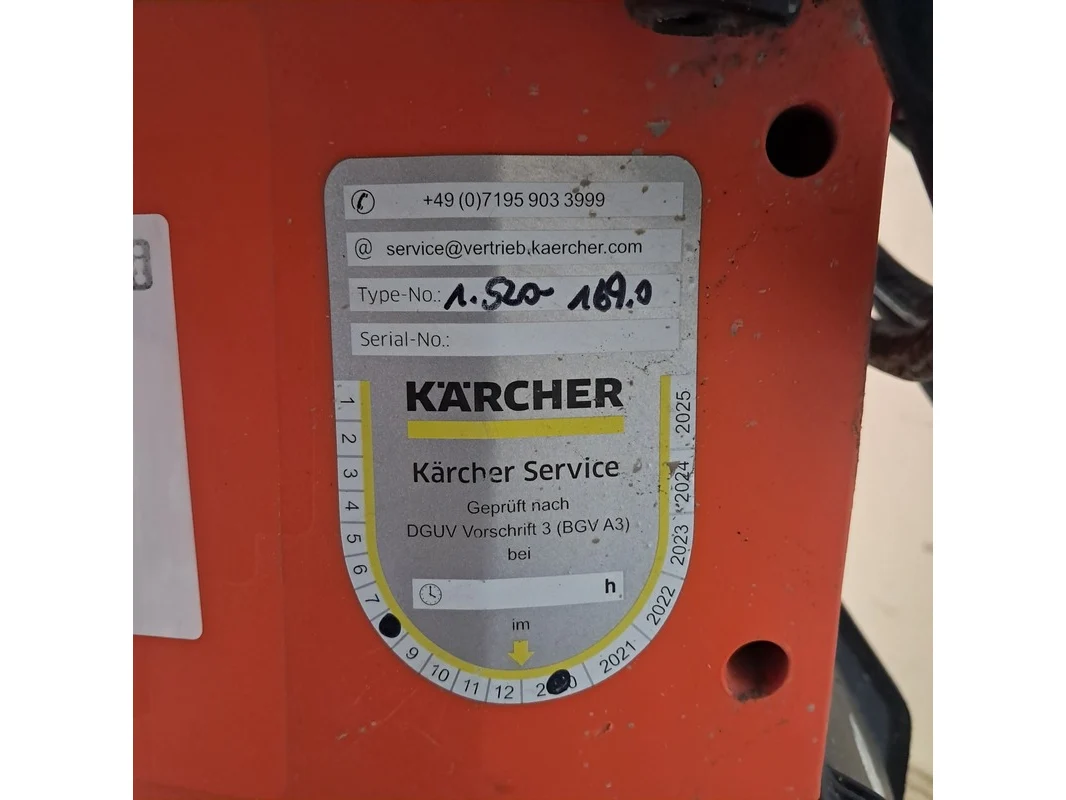 +49 (0)7195 903 3999
@ service@vertrieb.kaercher.com
Type-No.: 1.520-169.0
Serial-No.:
KÄRCHER
Kärcher Service
Geprüft nach
DGUV Vorschrift 3 (BGV A3)
bei
h
im
1
2
3
4
5
6
7
9
10
11
12
2021
2022
2023
2024
2025